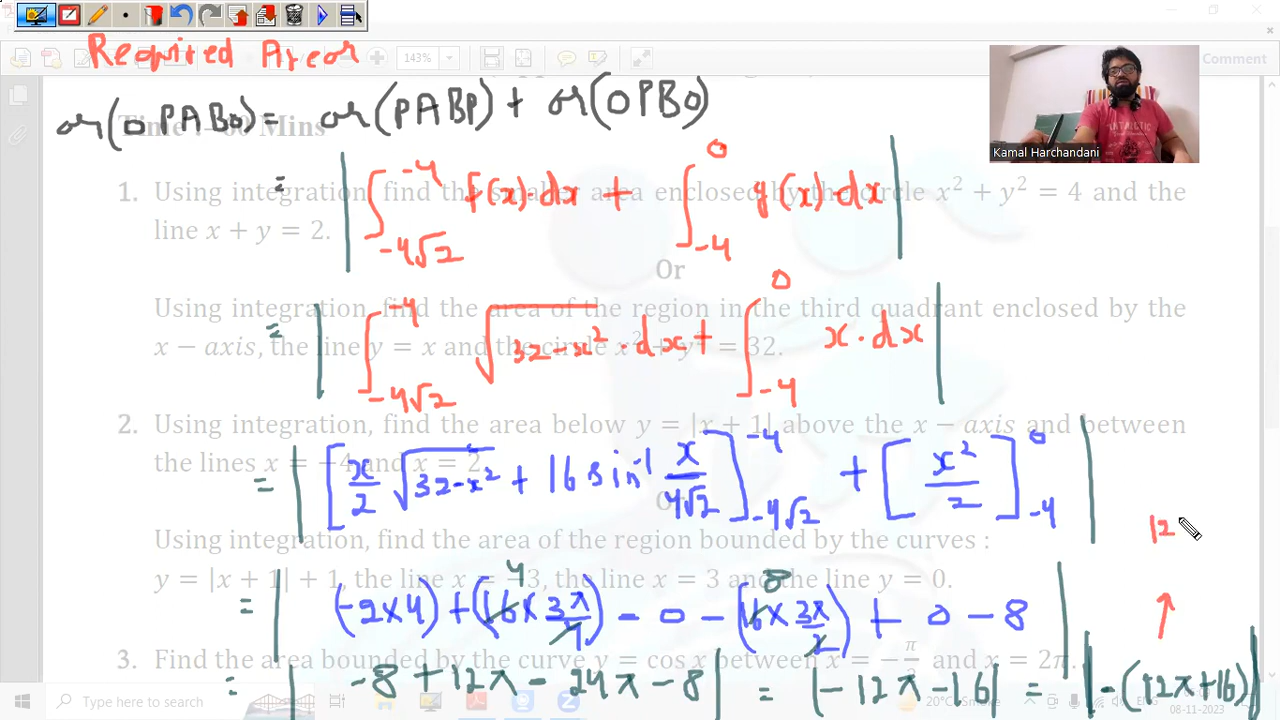 Required Area
ar(OPABO) = ar(PABP) + ar(OPBO)
143%
Comment
Kamal Harchandani
Time :- 60 Mins
= | ∫_{-4√2}^{-4} f(x)·dx + ∫_{-4}^{0} g(x)·dx |
1. Using integration, find the smaller area enclosed by the circle x² + y² = 4 and the
line x + y = 2.
Or
Using integration, find the area of the region in the third quadrant enclosed by the
x − axis, the line y = x and the circle x² + y² = 32.
= | ∫_{-4√2}^{-4} √(32-x²) · dx + ∫_{-4}^{0} x · dx |
2. Using integration, find the area below y = |x + 1| above the x − axis and between
the lines x = −4 and x = 2.
= | [x/2 √(32-x²) + 16 sin⁻¹ x/4√2]_{-4√2}^{-4} + [x²/2]_{-4}^{0} |
Or
12
Using integration, find the area of the region bounded by the curves :
y = |x + 1| + 1, the line x = −3, the line x = 3 and the line y = 0.
4 8
= | (-2×4) + (16 × 3π/4) - 0 - (16 × 3π/2) + 0 - 8 |
↑
3. Find the area bounded by the curve y = cos x between x = −π/2 and x = 2π.
= | -8 + 12π - 24π - 8 | = | -12π - 16 | = | -(12π+16) |
Type here to search
08-11-2023